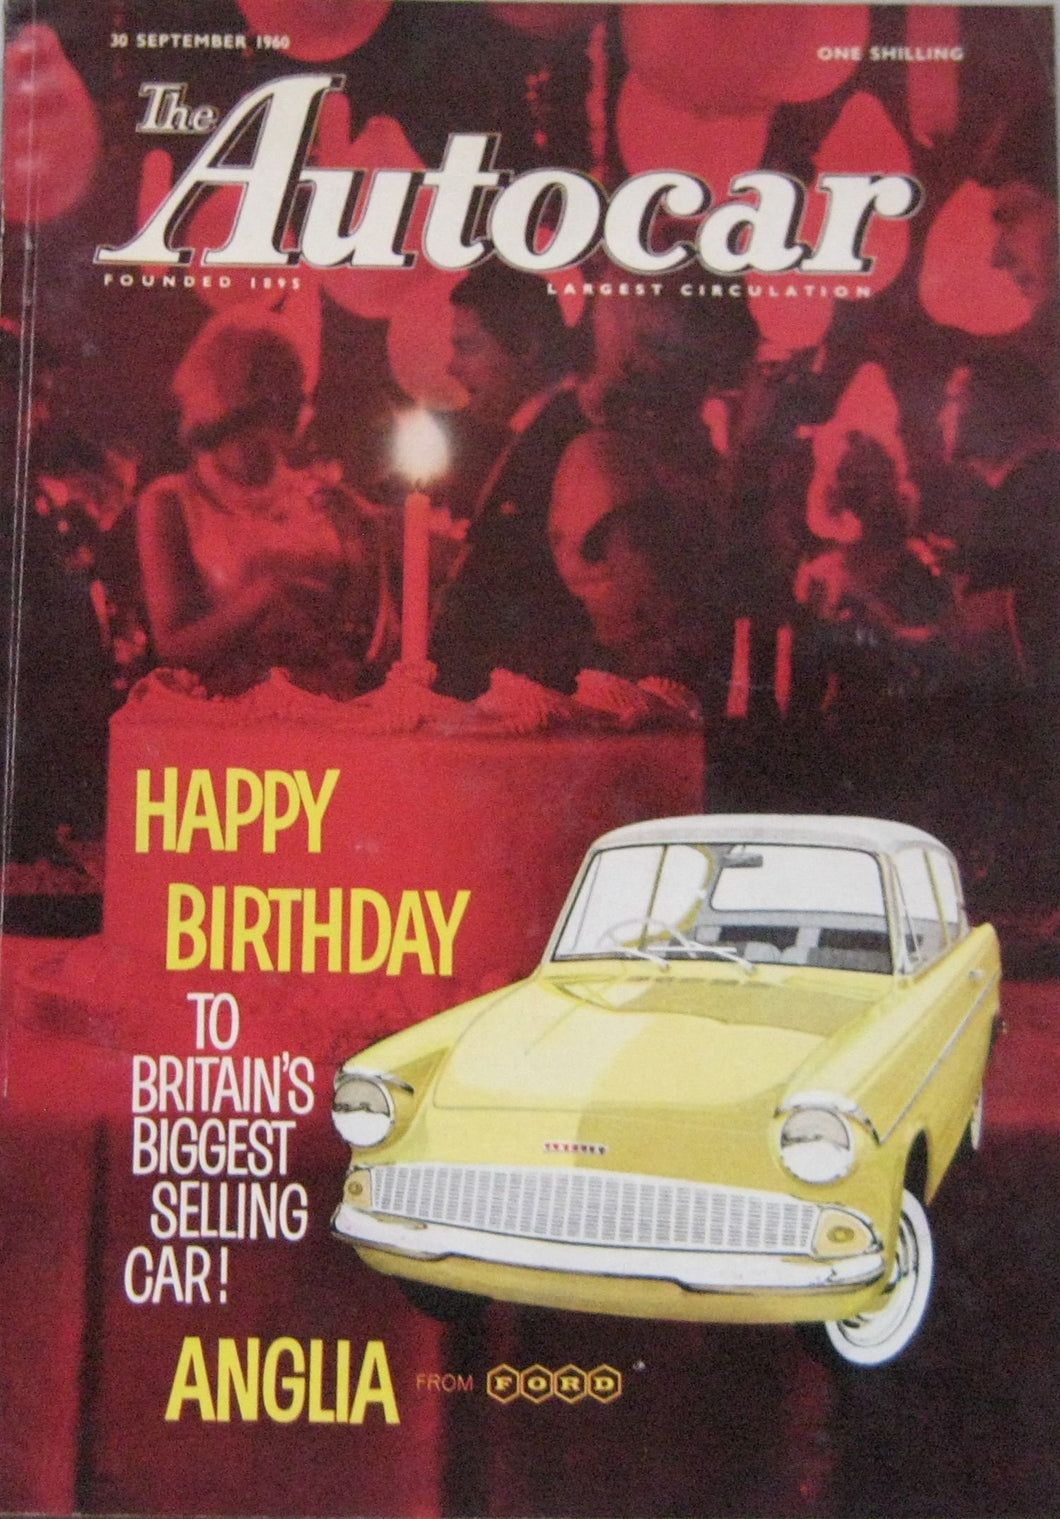 30 SEPTEMBER 1960
ONE SHILLING
The Autocar
FOUNDED 1895
LARGEST CIRCULATION
HAPPY
BIRTHDAY
TO
BRITAIN'S
BIGGEST
SELLING
CAR!
ANGLIA
ANGLIA FROM FORD